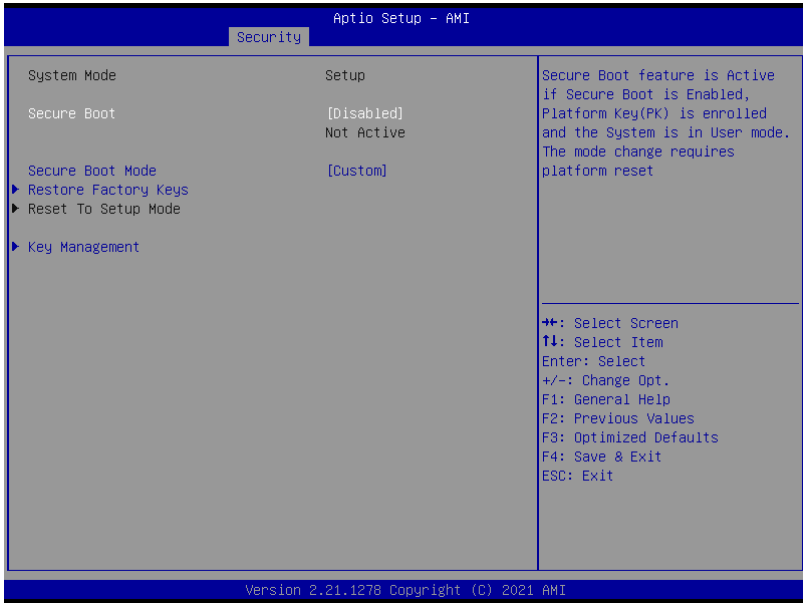 Aptio Setup - AMI
Security
System Mode Setup
Secure Boot [Disabled]
Not Active
Secure Boot Mode [Custom]
Restore Factory Keys
Reset To Setup Mode
Key Management
Secure Boot feature is Active
if Secure Boot is Enabled,
Platform Key(PK) is enrolled
and the System is in User mode.
The mode change requires
platform reset
→←: Select Screen
↑↓: Select Item
Enter: Select
+/-: Change Opt.
F1: General Help
F2: Previous Values
F3: Optimized Defaults
F4: Save & Exit
ESC: Exit
Version 2.21.1278 Copyright (C) 2021 AMI